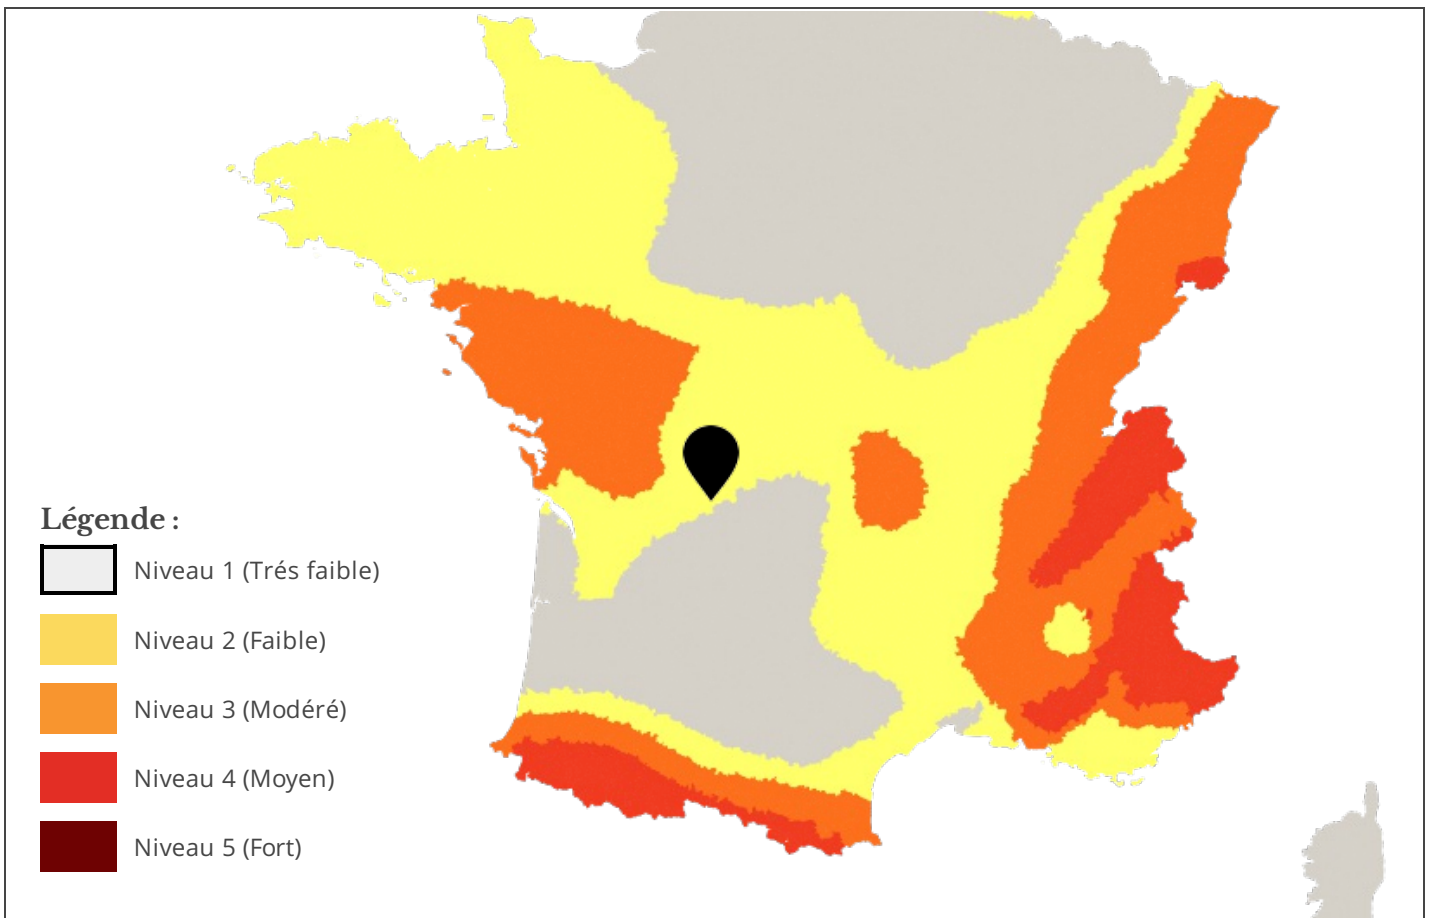 Légende :
Niveau 1 (Trés faible)
Niveau 2 (Faible)
Niveau 3 (Modéré)
Niveau 4 (Moyen)
Niveau 5 (Fort)